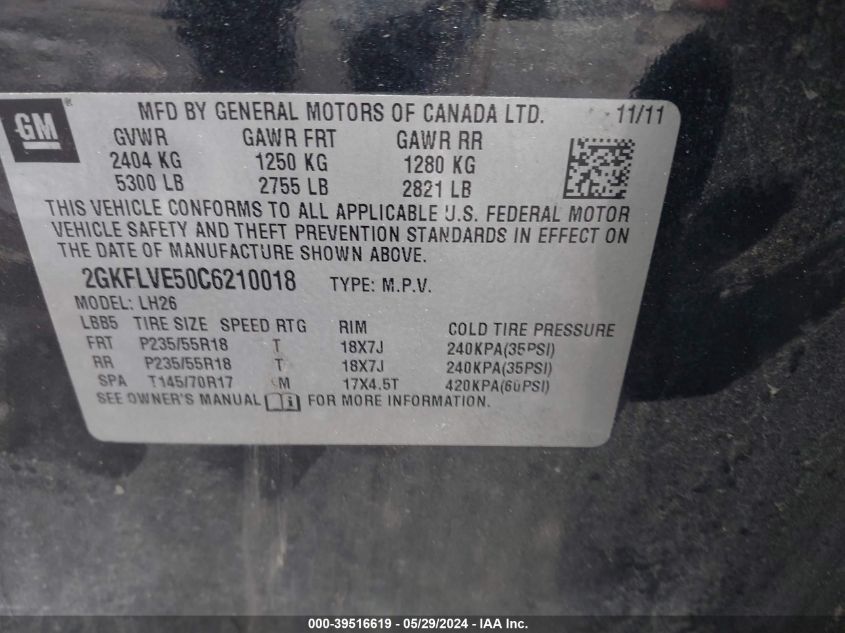 GM ®
MFD BY GENERAL MOTORS OF CANADA LTD. 11/11
GVWR GAWR FRT GAWR RR
2404 KG 1250 KG 1280 KG
5300 LB 2755 LB 2821 LB
THIS VEHICLE CONFORMS TO ALL APPLICABLE U.S. FEDERAL MOTOR
VEHICLE SAFETY AND THEFT PREVENTION STANDARDS IN EFFECT ON
THE DATE OF MANUFACTURE SHOWN ABOVE.
2GKFLVE50C6210018 TYPE: M.P.V.
MODEL: LH26
LBB5 TIRE SIZE SPEED RTG RIM COLD TIRE PRESSURE
FRT P235/55R18 T 18X7J 240KPA(35PSI)
RR P235/55R18 T 18X7J 240KPA(35PSI)
SPA T145/70R17 M 17X4.5T 420KPA(60PSI)
SEE OWNER'S MANUAL i FOR MORE INFORMATION.
000-39516619 - 05/29/2024 - IAA Inc.